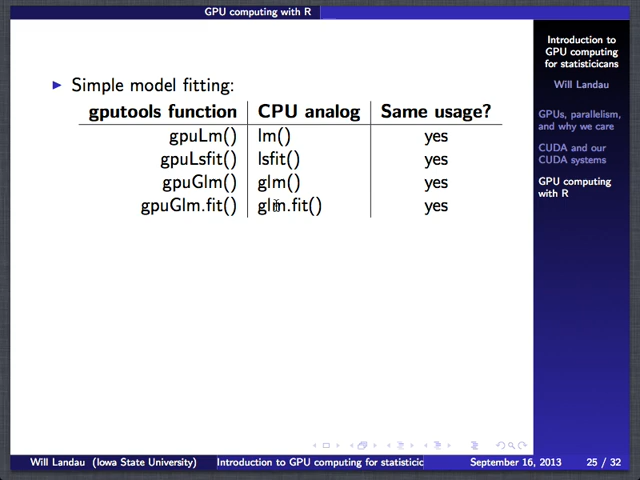 GPU computing with R
Introduction to
GPU computing
for statisticians
Will Landau
GPUs, parallelism,
and why we care
CUDA and our
CUDA systems
GPU computing
with R
Simple model fitting:
gputools function CPU analog Same usage?
gpuLm() lm() yes
gpuLsfit() lsfit() yes
gpuGlm() glm() yes
gpuGlm.fit() glm.fit() yes
Will Landau (Iowa State University) Introduction to GPU computing for statistici September 16, 2013 25 / 32